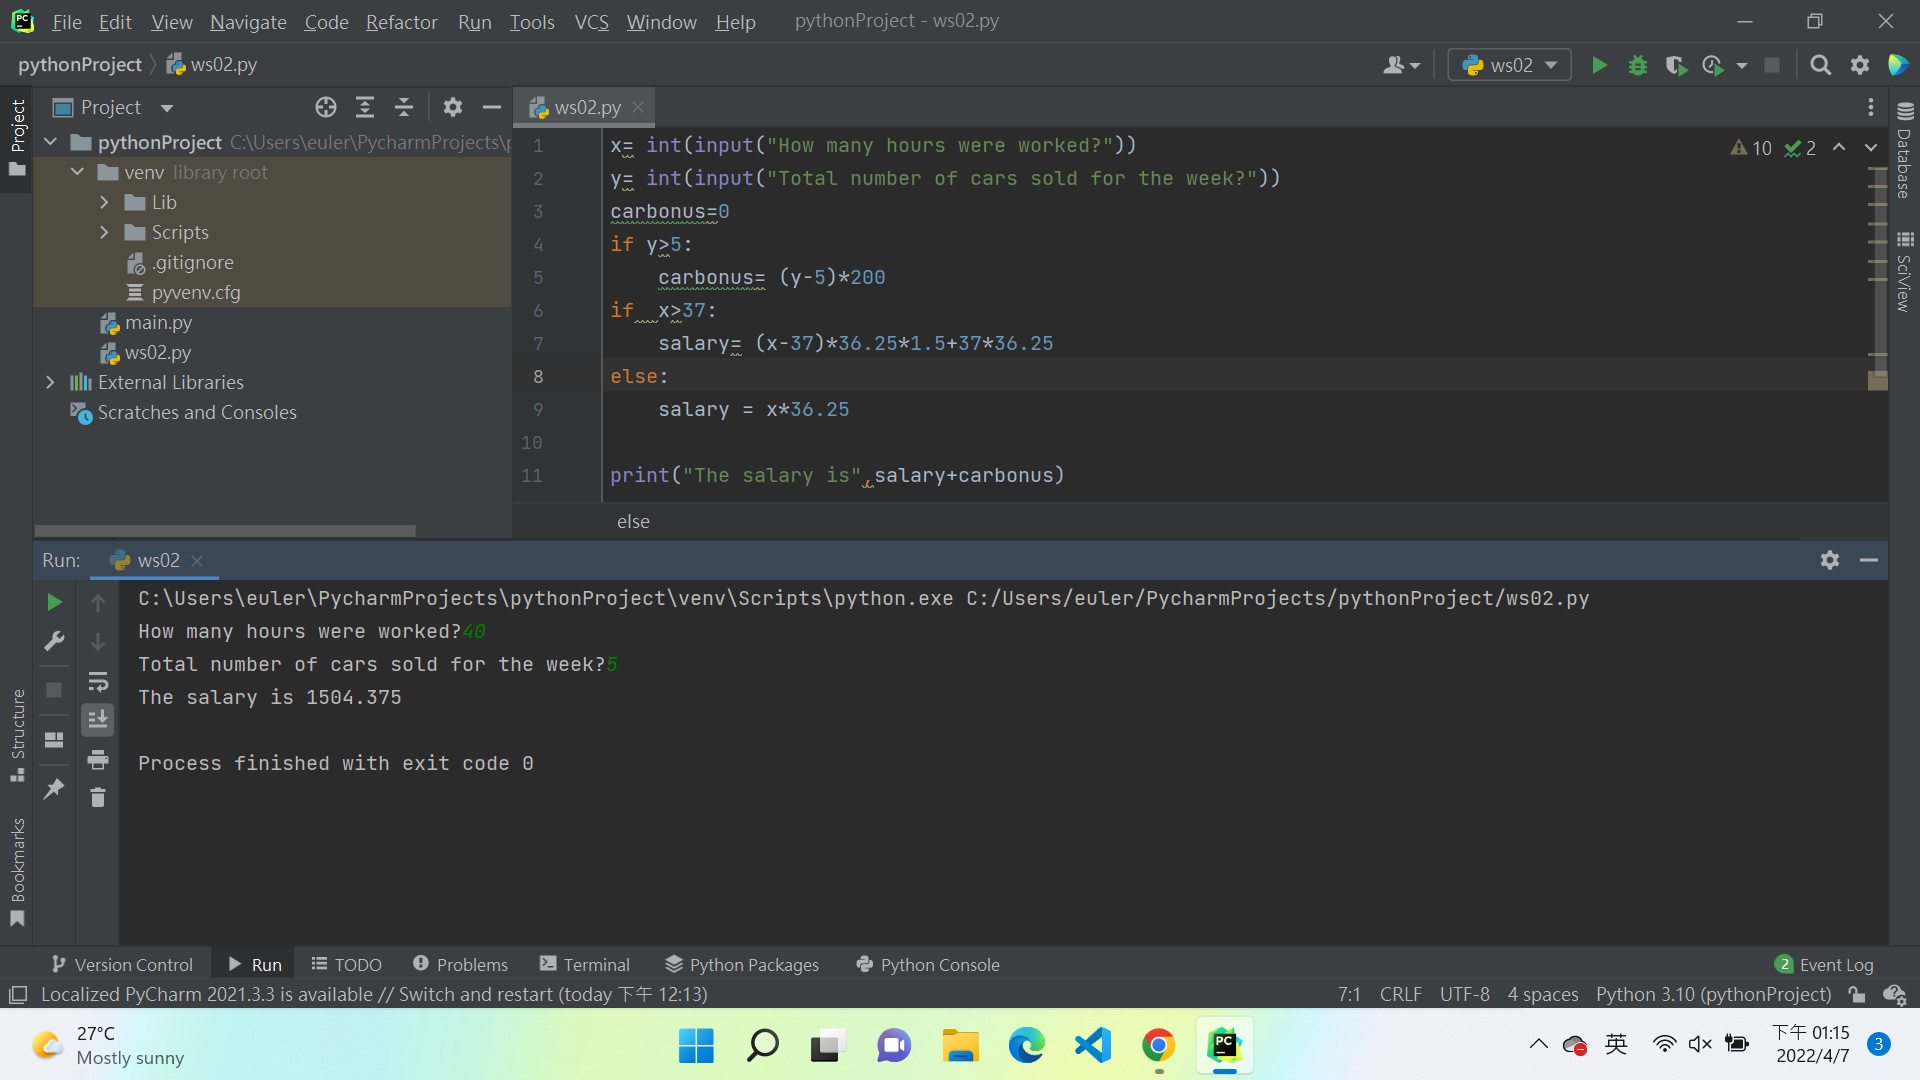 File Edit View Navigate Code Refactor Run Tools VCS Window Help pythonProject - ws02.py
pythonProject ws02.py
ws02
Project
Project
ws02.py
pythonProject C:\Users\euler\PycharmProjects\
venv library root
Lib
Scripts
.gitignore
pyvenv.cfg
main.py
ws02.py
External Libraries
Scratches and Consoles
1 x= int(input("How many hours were worked?"))
2 y= int(input("Total number of cars sold for the week?"))
3 carbonus=0
4 if y>5:
5 carbonus= (y-5)*200
6 if  x>37:
7 salary= (x-37)*36.25*1.5+37*36.25
8 else:
9 salary = x*36.25
10
11 print("The salary is",salary+carbonus)
10 2
else
Database
SciView
Run: ws02
C:\Users\euler\PycharmProjects\pythonProject\venv\Scripts\python.exe C:/Users/euler/PycharmProjects/pythonProject/ws02.py
How many hours were worked?40
Total number of cars sold for the week?5
The salary is 1504.375
Process finished with exit code 0
Structure
Bookmarks
Version Control Run TODO Problems Terminal Python Packages Python Console 2 Event Log
Localized PyCharm 2021.3.3 is available // Switch and restart (today 下午 12:13) 7:1 CRLF UTF-8 4 spaces Python 3.10 (pythonProject)
27°C
Mostly sunny
PC
英
下午 01:15
2022/4/7
3